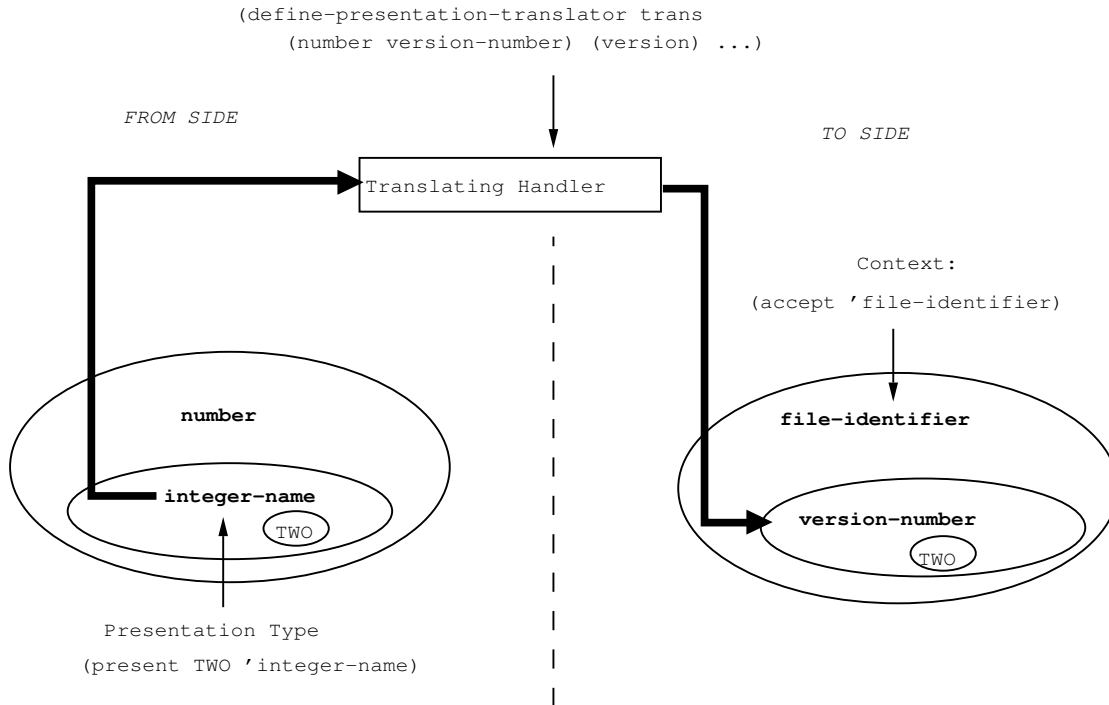 (define-presentation-translator trans
(number version-number) (version) ...)
FROM SIDE
TO SIDE
Translating Handler
Context:
(accept ’file-identifier)
number
file-identifier
integer-name
version-number
TWO
TWO
Presentation Type
(present TWO ’integer-name)